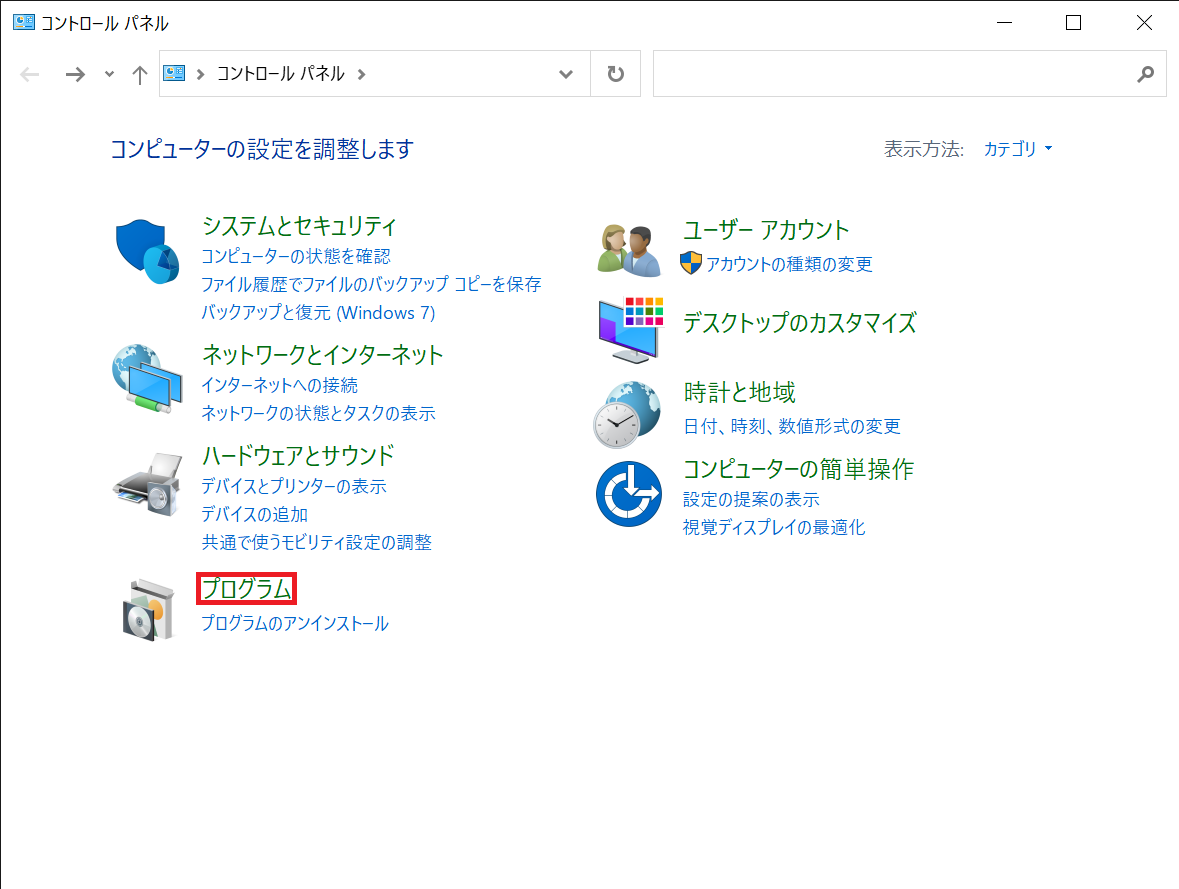 コントロール パネル
コントロール パネル
コンピューターの設定を調整します
表示方法: カテゴリ
システムとセキュリティ
コンピューターの状態を確認
ファイル履歴でファイルのバックアップ コピーを保存
バックアップと復元 (Windows 7)
ネットワークとインターネット
インターネットへの接続
ネットワークの状態とタスクの表示
ハードウェアとサウンド
デバイスとプリンターの表示
デバイスの追加
共通で使うモビリティ設定の調整
プログラム
プログラムのアンインストール
ユーザー アカウント
アカウントの種類の変更
デスクトップのカスタマイズ
時計と地域
日付、時刻、数値形式の変更
コンピューターの簡単操作
設定の提案の表示
視覚ディスプレイの最適化